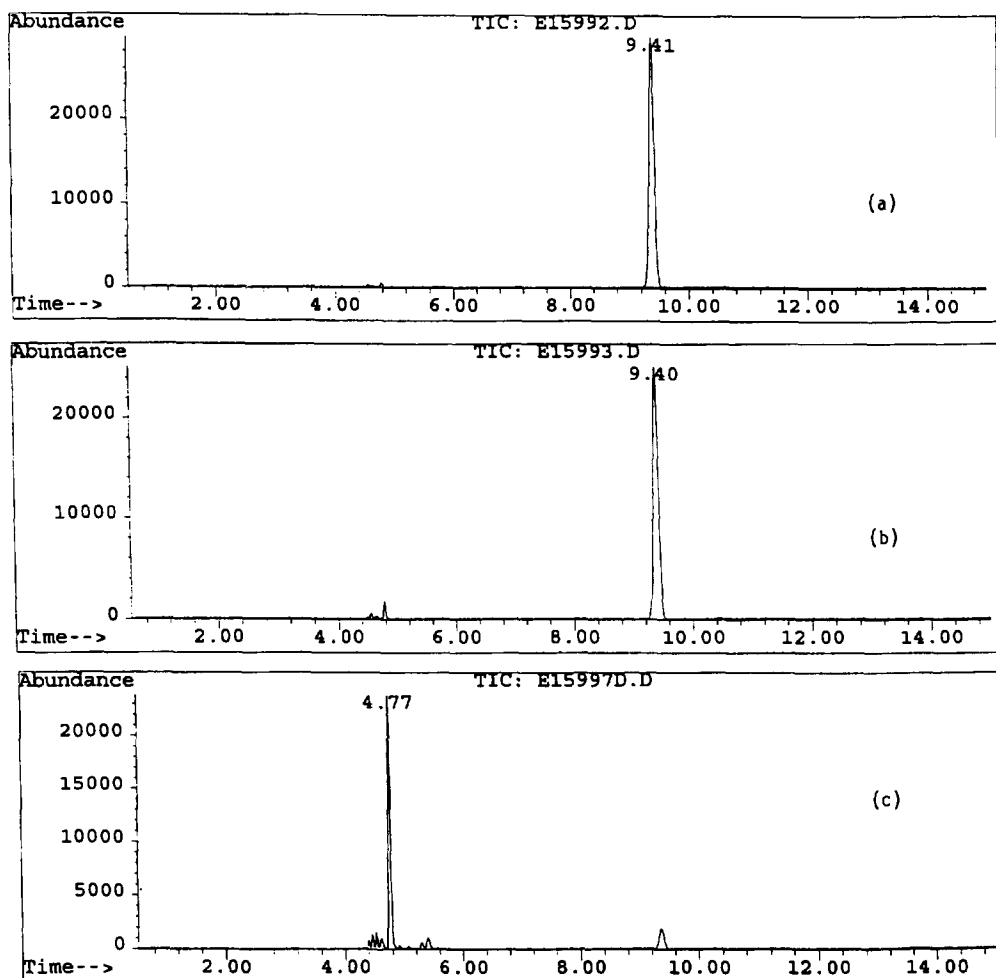 Abundance
TIC: E15992.D
9.41
20000
10000
(a)
0
Time-->
2.00 4.00 6.00 8.00 10.00 12.00 14.00
Abundance
TIC: E15993.D
9.40
20000
10000
(b)
0
Time-->
2.00 4.00 6.00 8.00 10.00 12.00 14.00
Abundance
TIC: E15997D.D
4.77
20000
15000
(c)
10000
5000
0
Time-->
2.00 4.00 6.00 8.00 10.00 12.00 14.00